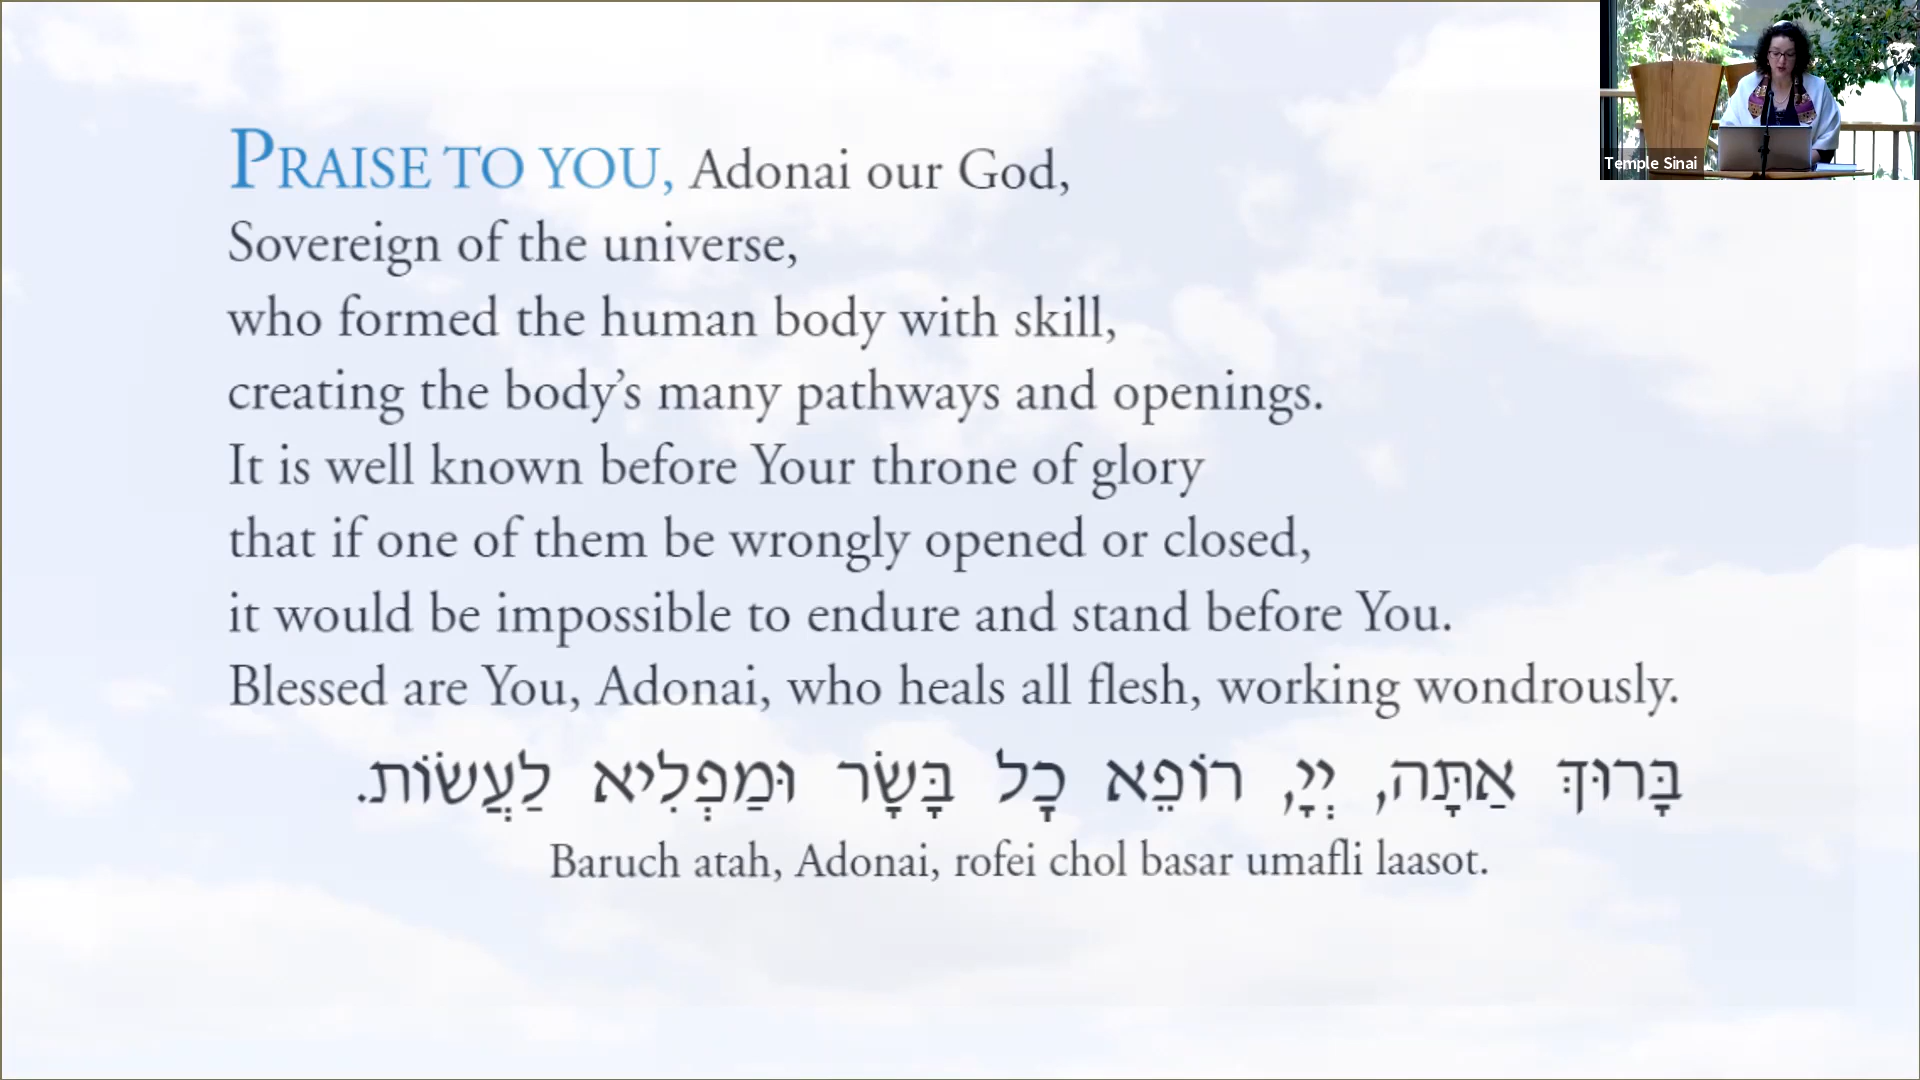 PRAISE TO YOU, Adonai our God,
Sovereign of the universe,
who formed the human body with skill,
creating the body’s many pathways and openings.
It is well known before Your throne of glory
that if one of them be wrongly opened or closed,
it would be impossible to endure and stand before You.
Blessed are You, Adonai, who heals all flesh, working wondrously.
בָּרוּךְ אַתָּה, יְיָ, רוֹפֵא כָל בָּשָׂר וּמַפְלִיא לַעֲשׂוֹת.
Baruch atah, Adonai, rofei chol basar umafli laasot.
Temple Sinai